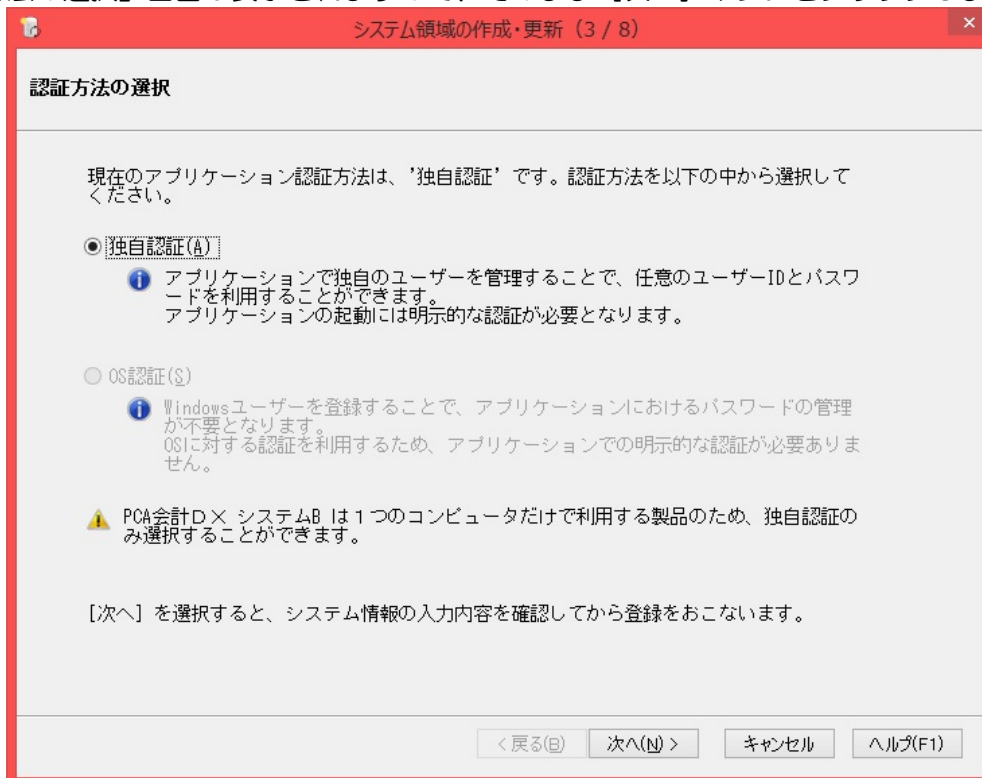 システム領域の作成・更新 (3 / 8)
認証方法の選択
現在のアプリケーション認証方法は、'独自認証' です。認証方法を以下の中から選択して
ください。
独自認証(A)
アプリケーションで独自のユーザーを管理することで、任意のユーザーIDとパスワ
ードを利用することができます。
アプリケーションの起動には明示的な認証が必要となります。
OS認証(S)
Windowsユーザーを登録することで、アプリケーションにおけるパスワードの管理
が不要となります。
OSに対する認証を利用するため、アプリケーションでの明示的な認証が必要ありま
せん。
PCA会計DX システムB は1つのコンピュータだけで利用する製品のため、独自認証の
み選択することができます。
[次へ] を選択すると、システム情報の入力内容を確認してから登録をおこないます。
< 戻る(B) 次へ(N) > キャンセル ヘルプ(F1)